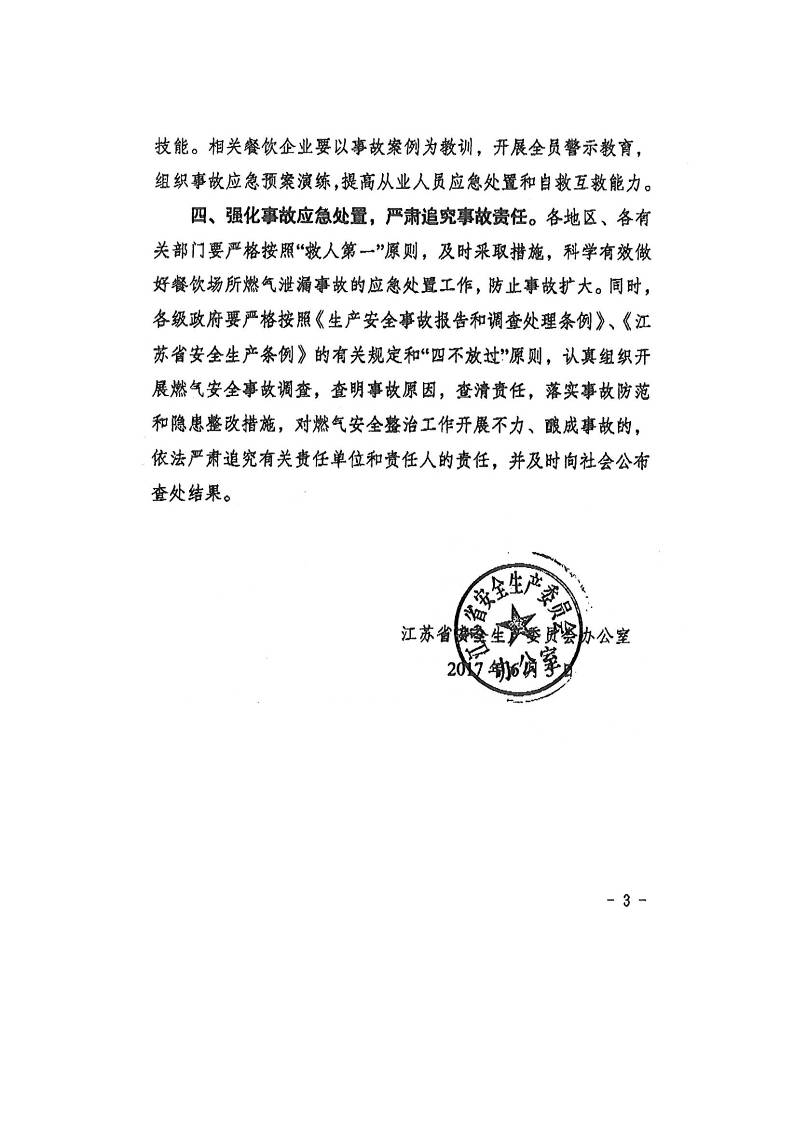 技能。相关餐饮企业要以事故案例为教训，开展全员警示教育，
组织事故应急预案演练，提高从业人员应急处置和自救互救能力。
四、强化事故应急处置，严肃追究事故责任。各地区、各有
关部门要严格按照“救人第一”原则，及时采取措施，科学有效做
好餐饮场所燃气泄漏事故的应急处置工作，防止事故扩大。同时，
各级政府要严格按照《生产安全事故报告和调查处理条例》、《江
苏省安全生产条例》的有关规定和“四不放过”原则，认真组织开
展燃气安全事故调查，查明事故原因，查清责任，落实事故防范
和隐患整改措施，对燃气安全整治工作开展不力、酿成事故的，
依法严肃追究有关责任单位和责任人的责任，并及时向社会公布
查处结果。
江苏省安全生产委员会办公室
江苏省安全生产委员会
办公室
2017年6月5日
- 3 -